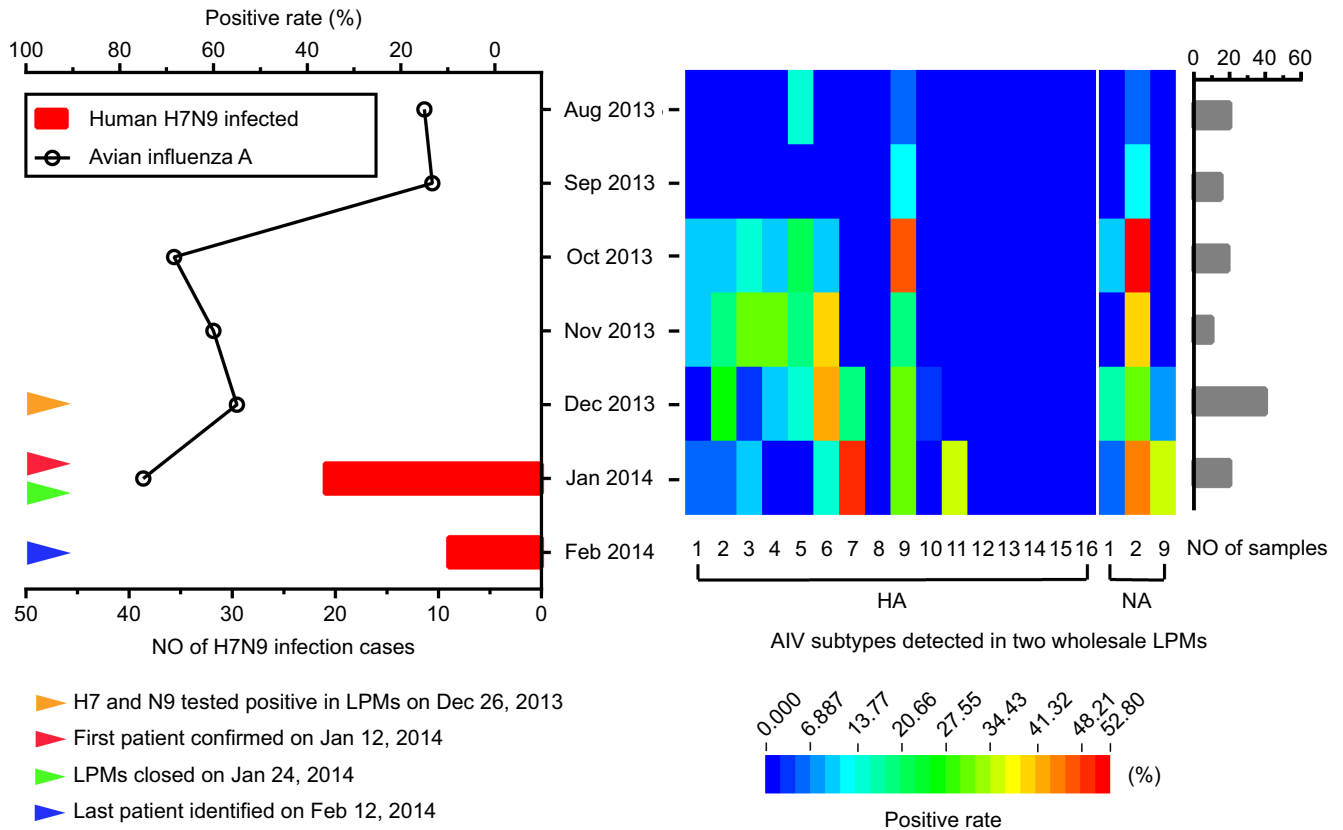 Positive rate (%)
100 80 60 40 20 0
Human H7N9 infected
Avian influenza A
Aug 2013
Sep 2013
Oct 2013
Nov 2013
Dec 2013
Jan 2014
Feb 2014
50 40 30 20 10 0
NO of H7N9 infection cases
0 20 40 60
1 2 3 4 5 6 7 8 9 10 11 12 13 14 15 16 1 2 9
NO of samples
HA NA
AIV subtypes detected in two wholesale LPMs
H7 and N9 tested positive in LPMs on Dec 26, 2013
First patient confirmed on Jan 12, 2014
LPMs closed on Jan 24, 2014
Last patient identified on Feb 12, 2014
0.000 6.887 13.77 20.66 27.55 34.43 41.32 48.21 52.80
(%)
Positive rate